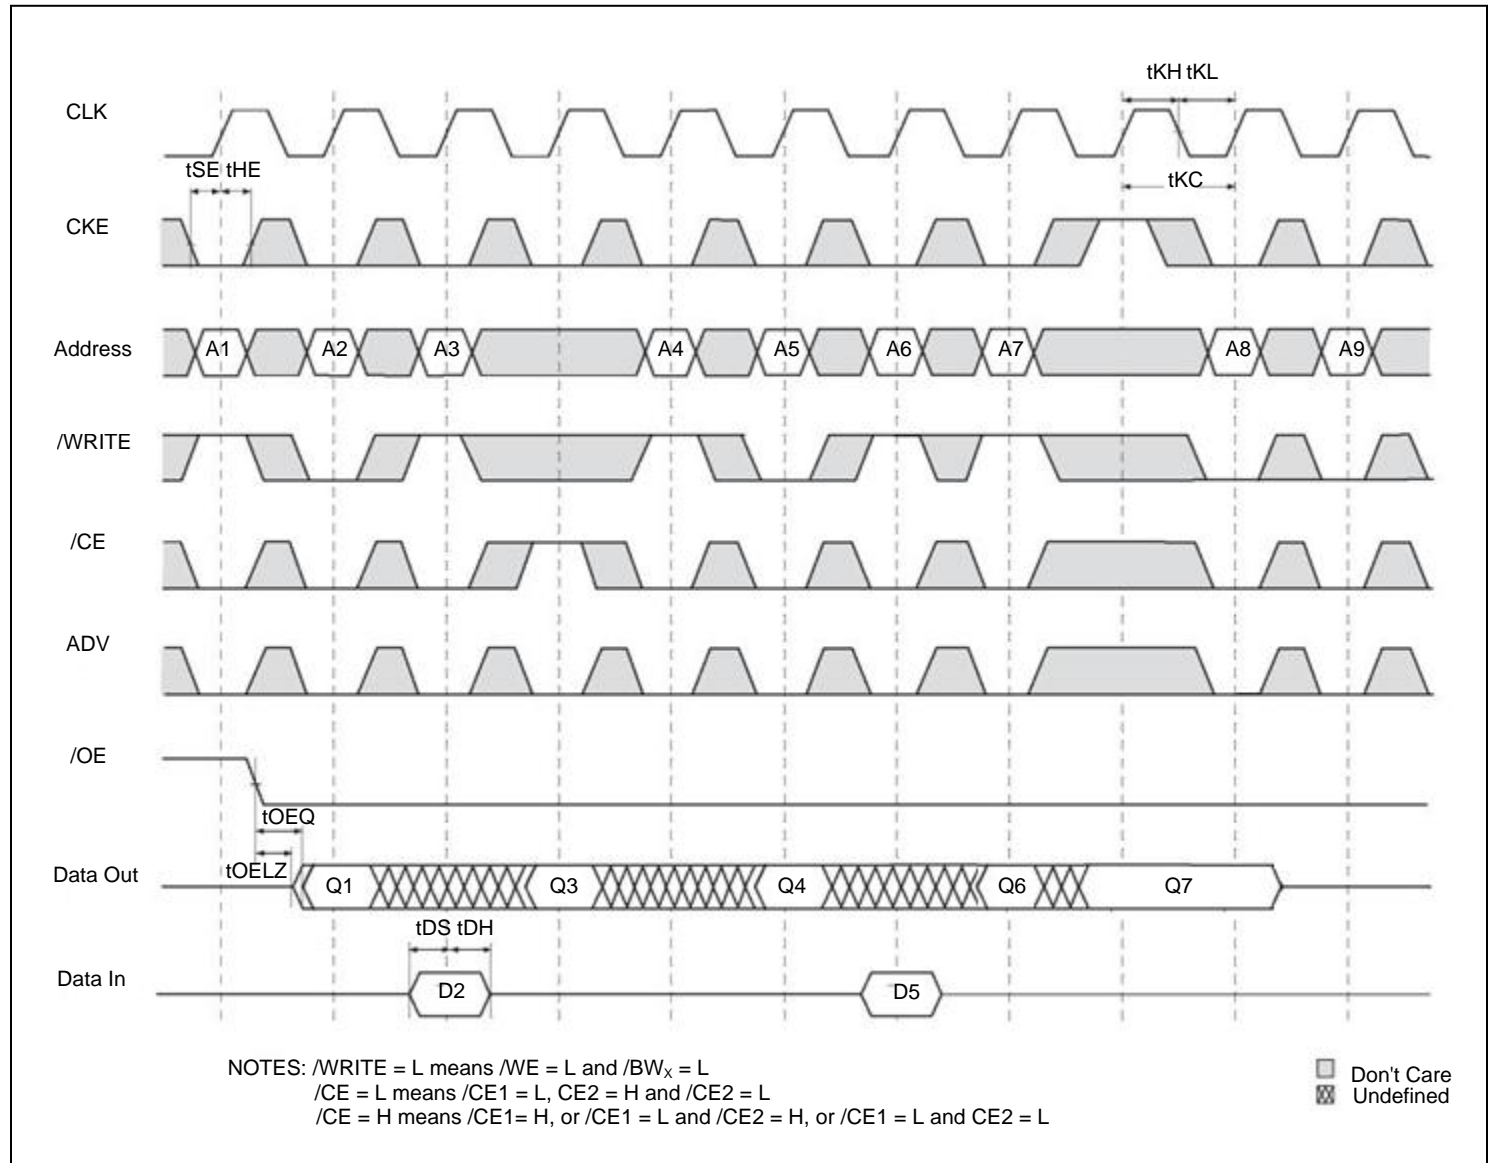 tKH tKL
CLK
tSE tHE
tKC
CKE
Address A1 A2 A3 A4 A5 A6 A7 A8 A9
/WRITE
/CE
ADV
/OE
tOEQ
tOELZ
Data Out Q1 Q3 Q4 Q6 Q7
tDS tDH
Data In D2 D5
NOTES: /WRITE = L means /WE = L and /BWX = L
/CE = L means /CE1 = L, CE2 = H and /CE2 = L
/CE = H means /CE1= H, or /CE1 = L and /CE2 = H, or /CE1 = L and CE2 = L
Don't Care
Undefined